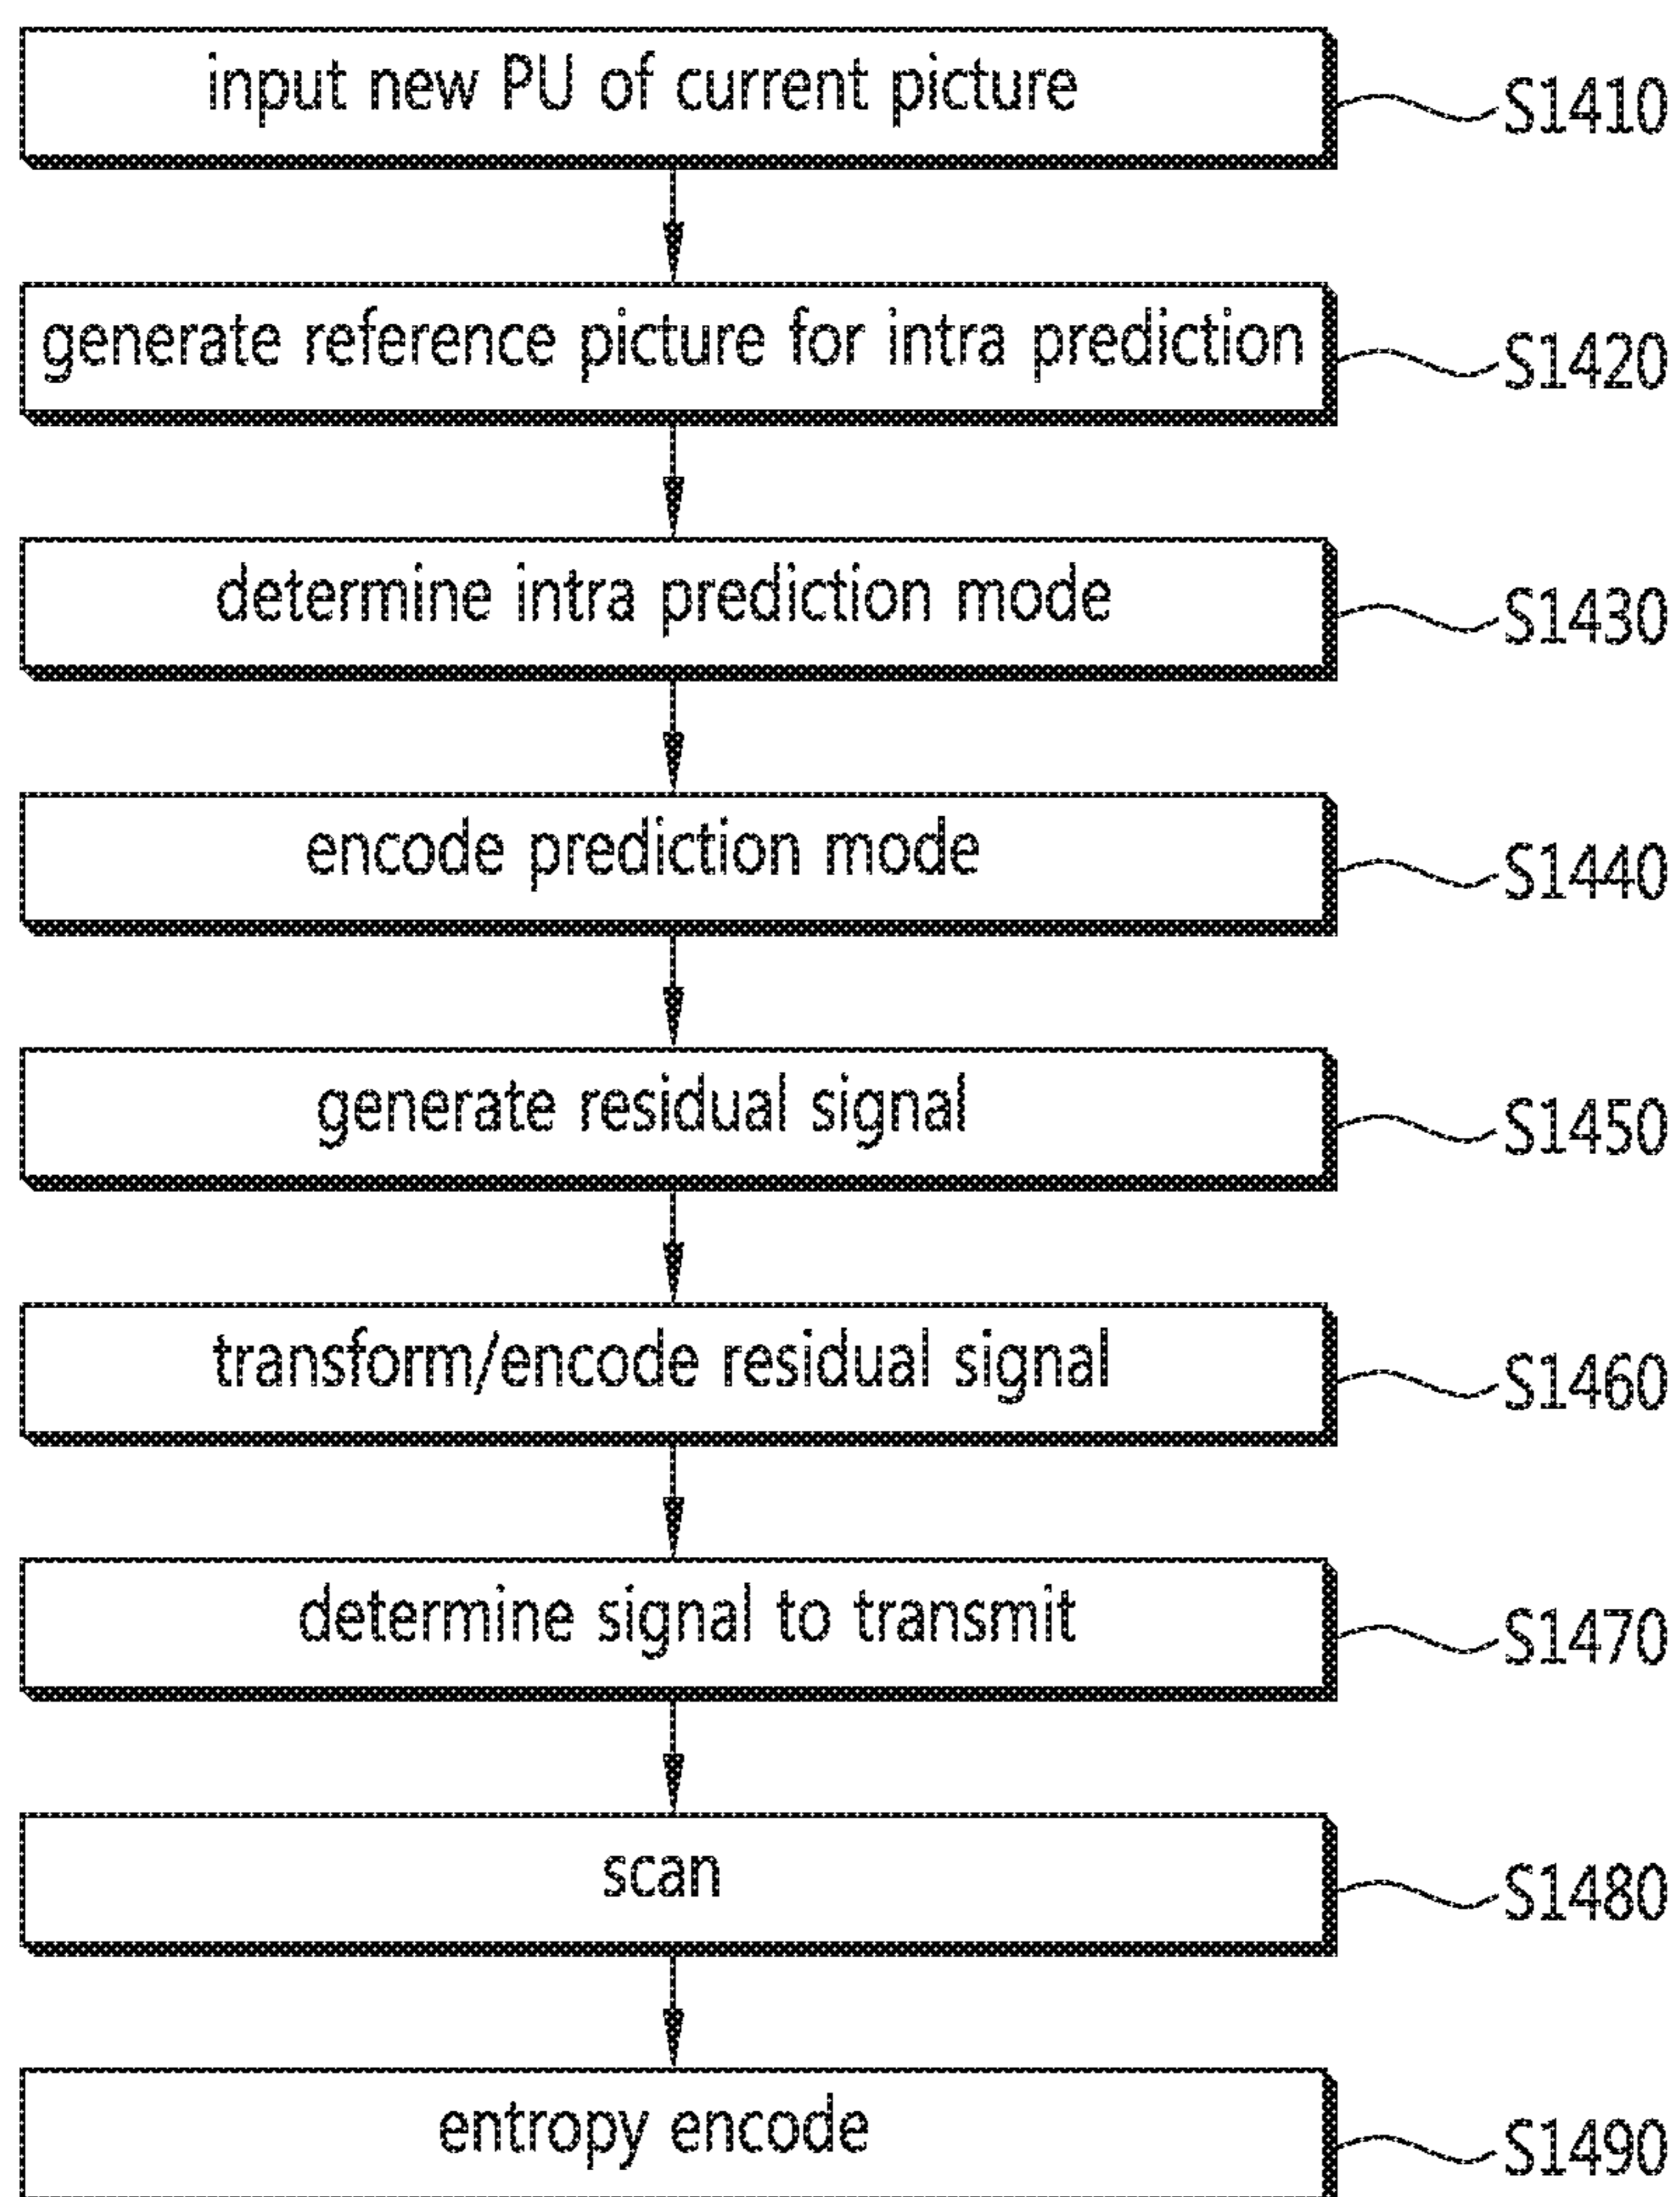 input new PU of current picture
S1410
generate reference picture for intra prediction
S1420
determine intra prediction mode
S1430
encode prediction mode
S1440
generate residual signal
S1450
transform/encode residual signal
S1460
determine signal to transmit
S1470
scan
S1480
entropy encode
S1490